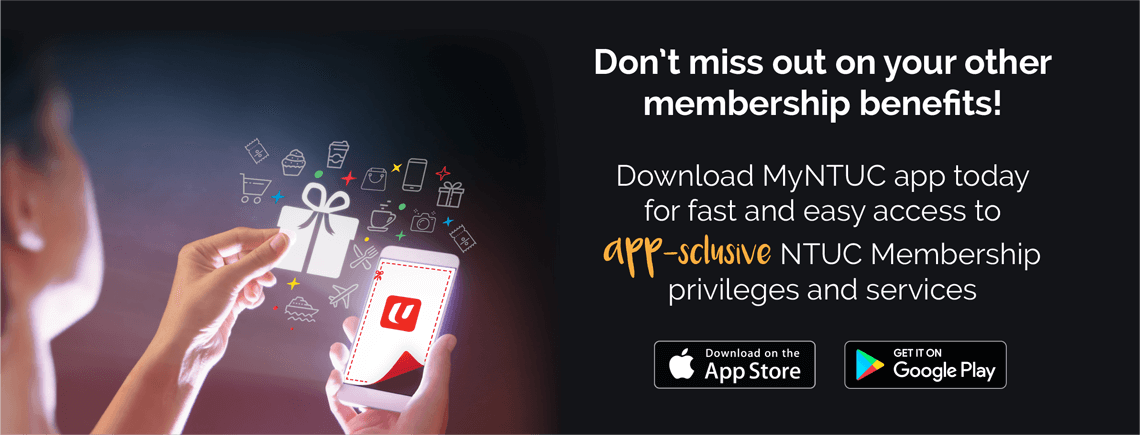 Don't miss out on your other
membership benefits!
Download MyNTUC app today
for fast and easy access to
app-sclusive NTUC Membership
privileges and services
Download on the
App Store
GET IT ON
Google Play